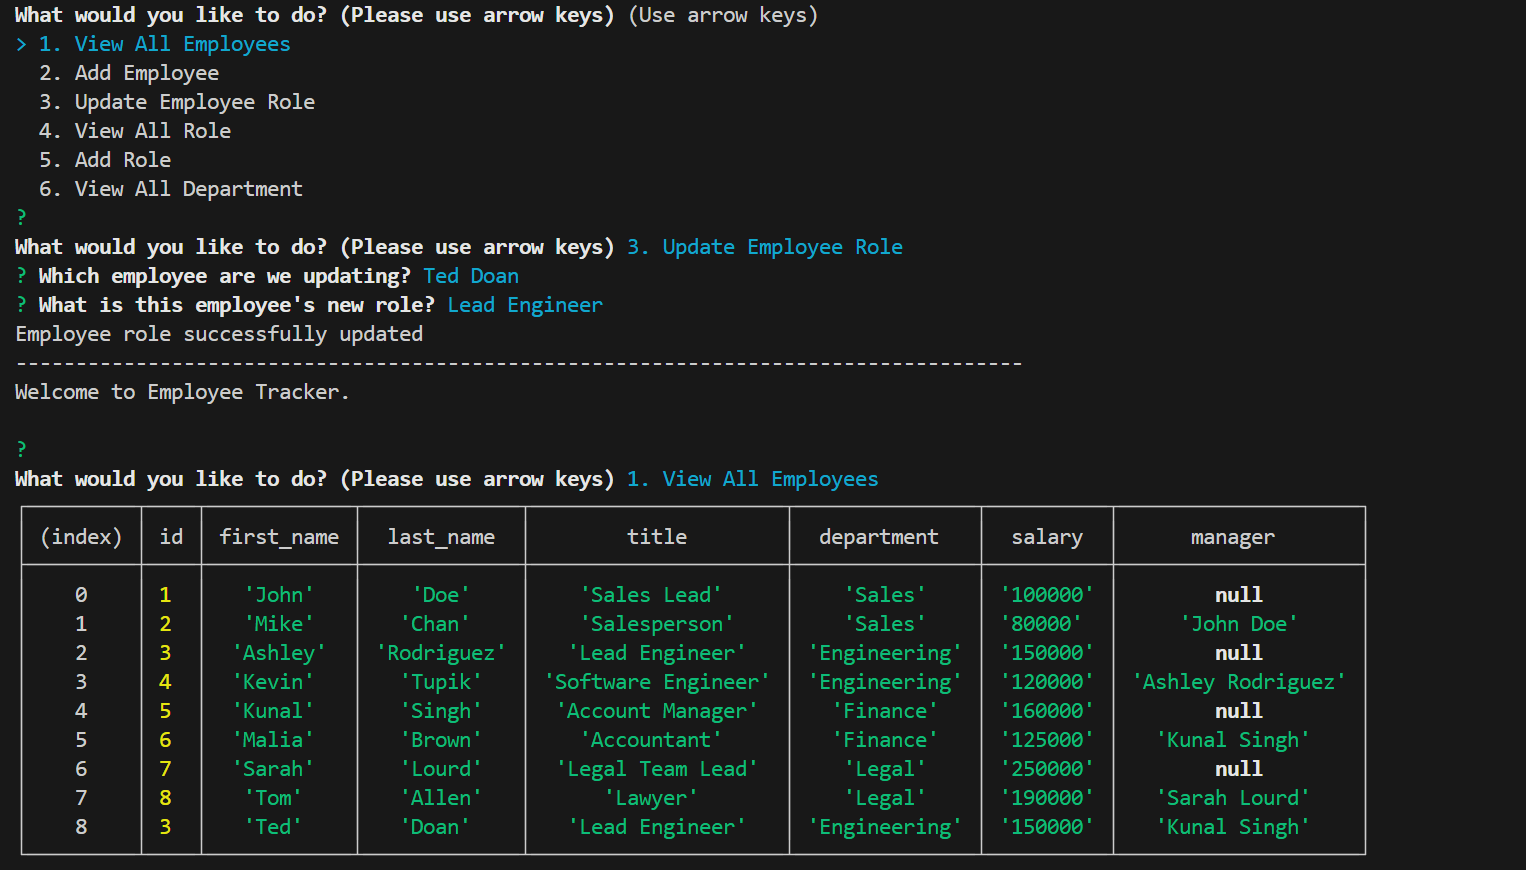 What would you like to do? (Please use arrow keys) (Use arrow keys)
> 1. View All Employees
2. Add Employee
3. Update Employee Role
4. View All Role
5. Add Role
6. View All Department
?
What would you like to do? (Please use arrow keys) 3. Update Employee Role
? Which employee are we updating? Ted Doan
? What is this employee's new role? Lead Engineer
Employee role successfully updated
------------------------------------------------------------------------------------
Welcome to Employee Tracker.
?
What would you like to do? (Please use arrow keys) 1. View All Employees
(index) id first_name last_name title department salary manager
0 1 'John' 'Doe' 'Sales Lead' 'Sales' '100000' null
1 2 'Mike' 'Chan' 'Salesperson' 'Sales' '80000' 'John Doe'
2 3 'Ashley' 'Rodriguez' 'Lead Engineer' 'Engineering' '150000' null
3 4 'Kevin' 'Tupik' 'Software Engineer' 'Engineering' '120000' 'Ashley Rodriguez'
4 5 'Kunal' 'Singh' 'Account Manager' 'Finance' '160000' null
5 6 'Malia' 'Brown' 'Accountant' 'Finance' '125000' 'Kunal Singh'
6 7 'Sarah' 'Lourd' 'Legal Team Lead' 'Legal' '250000' null
7 8 'Tom' 'Allen' 'Lawyer' 'Legal' '190000' 'Sarah Lourd'
8 3 'Ted' 'Doan' 'Lead Engineer' 'Engineering' '150000' 'Kunal Singh'